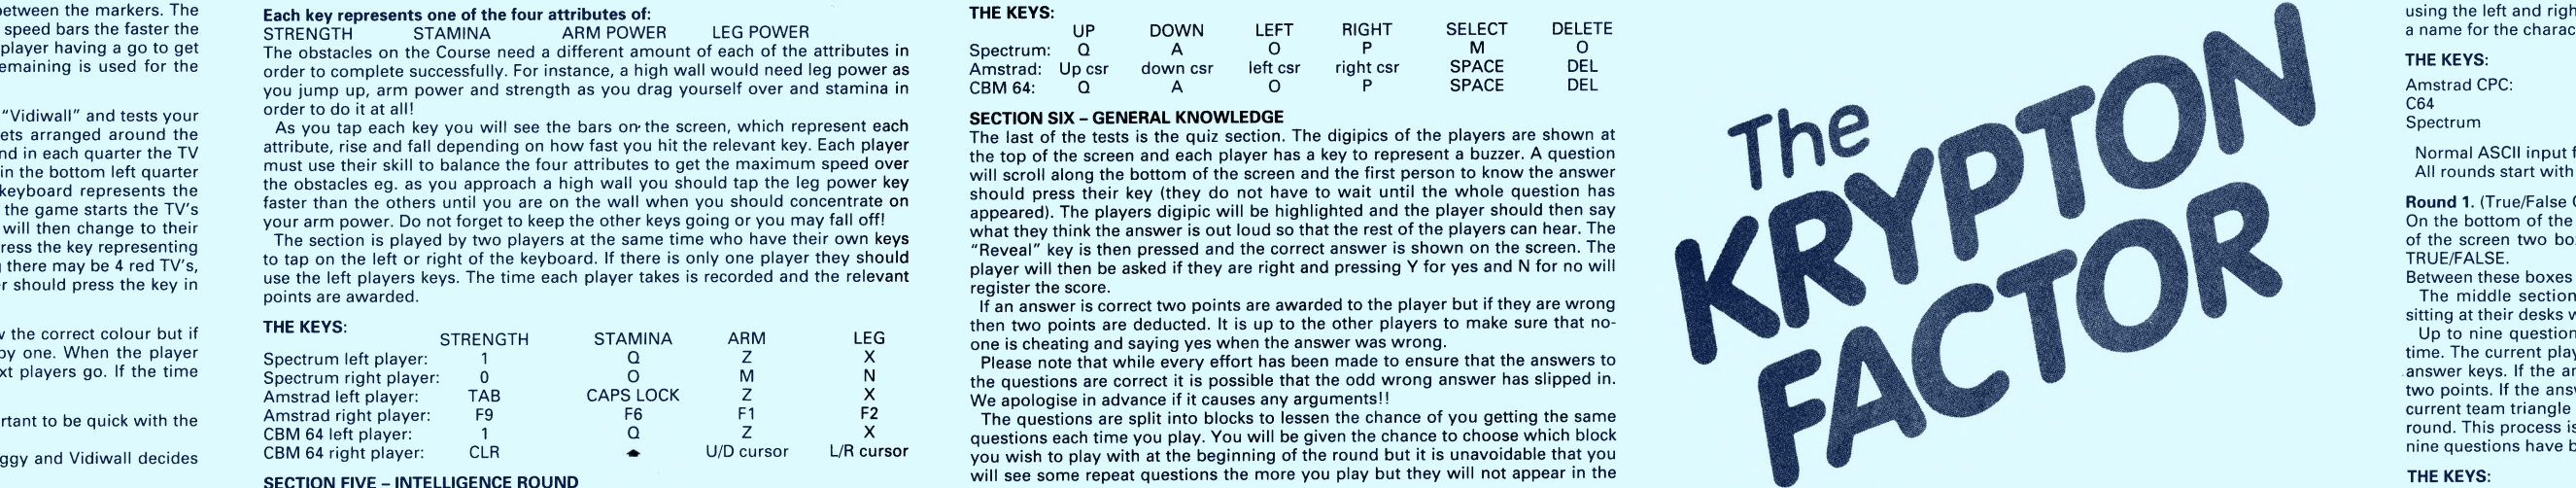 between the markers. The
speed bars the faster the
player having a go to get
emaining is used for the
"Vidiwall" and tests your
ets arranged around the
nd in each quarter the TV
in the bottom left quarter
keyboard represents the
the game starts the TV's
will then change to their
ress the key representing
there may be 4 red TV's,
r should press the key in
w the correct colour but if
by one. When the player
xt players go. If the time
rtant to be quick with the
ggy and Vidiwall decides
Each key represents one of the four attributes of:
STRENGTH STAMINA ARM POWER LEG POWER
The obstacles on the Course need a different amount of each of the attributes in
order to complete successfully. For instance, a high wall would need leg power as
you jump up, arm power and strength as you drag yourself over and stamina in
order to do it at all!
As you tap each key you will see the bars on the screen, which represent each
attribute, rise and fall depending on how fast you hit the relevant key. Each player
must use their skill to balance the four attributes to get the maximum speed over
the obstacles eg. as you approach a high wall you should tap the leg power key
faster than the others until you are on the wall when you should concentrate on
your arm power. Do not forget to keep the other keys going or you may fall off!
The section is played by two players at the same time who have their own keys
to tap on the left or right of the keyboard. If there is only one player they should
use the left players keys. The time each player takes is recorded and the relevant
points are awarded.
THE KEYS:
STRENGTH STAMINA ARM LEG
Spectrum left player: 1 Q Z X
Spectrum right player: 0 O M N
Amstrad left player: TAB CAPS LOCK Z X
Amstrad right player: F9 F6 F1 F2
CBM 64 left player: 1 Q Z X
CBM 64 right player: CLR U/D cursor L/R cursor
SECTION FIVE – INTELLIGENCE ROUND
THE KEYS:
UP DOWN LEFT RIGHT SELECT DELETE
Spectrum: Q A O P M O
Amstrad: Up csr down csr left csr right csr SPACE DEL
CBM 64: Q A O P SPACE DEL
SECTION SIX – GENERAL KNOWLEDGE
The last of the tests is the quiz section. The digipics of the players are shown at
the top of the screen and each player has a key to represent a buzzer. A question
will scroll along the bottom of the screen and the first person to know the answer
should press their key (they do not have to wait until the whole question has
appeared). The players digipic will be highlighted and the player should then say
what they think the answer is out loud so that the rest of the players can hear. The
"Reveal" key is then pressed and the correct answer is shown on the screen. The
player will then be asked if they are right and pressing Y for yes and N for no will
register the score.
If an answer is correct two points are awarded to the player but if they are wrong
then two points are deducted. It is up to the other players to make sure that no-
one is cheating and saying yes when the answer was wrong.
Please note that while every effort has been made to ensure that the answers to
the questions are correct it is possible that the odd wrong answer has slipped in.
We apologise in advance if it causes any arguments!!
The questions are split into blocks to lessen the chance of you getting the same
questions each time you play. You will be given the chance to choose which block
you wish to play with at the beginning of the round but it is unavoidable that you
will see some repeat questions the more you play but they will not appear in the
The
KRYPTON
FACTOR
using the left and righ
a name for the charac
THE KEYS:
Amstrad CPC:
C64
Spectrum
Normal ASCII input f
All rounds start with
Round 1. (True/False
On the bottom of the
of the screen two bo
TRUE/FALSE.
Between these boxes
The middle section
sitting at their desks w
Up to nine question
time. The current play
answer keys. If the an
two points. If the answ
current team triangle
round. This process is
nine questions have b
THE KEYS: